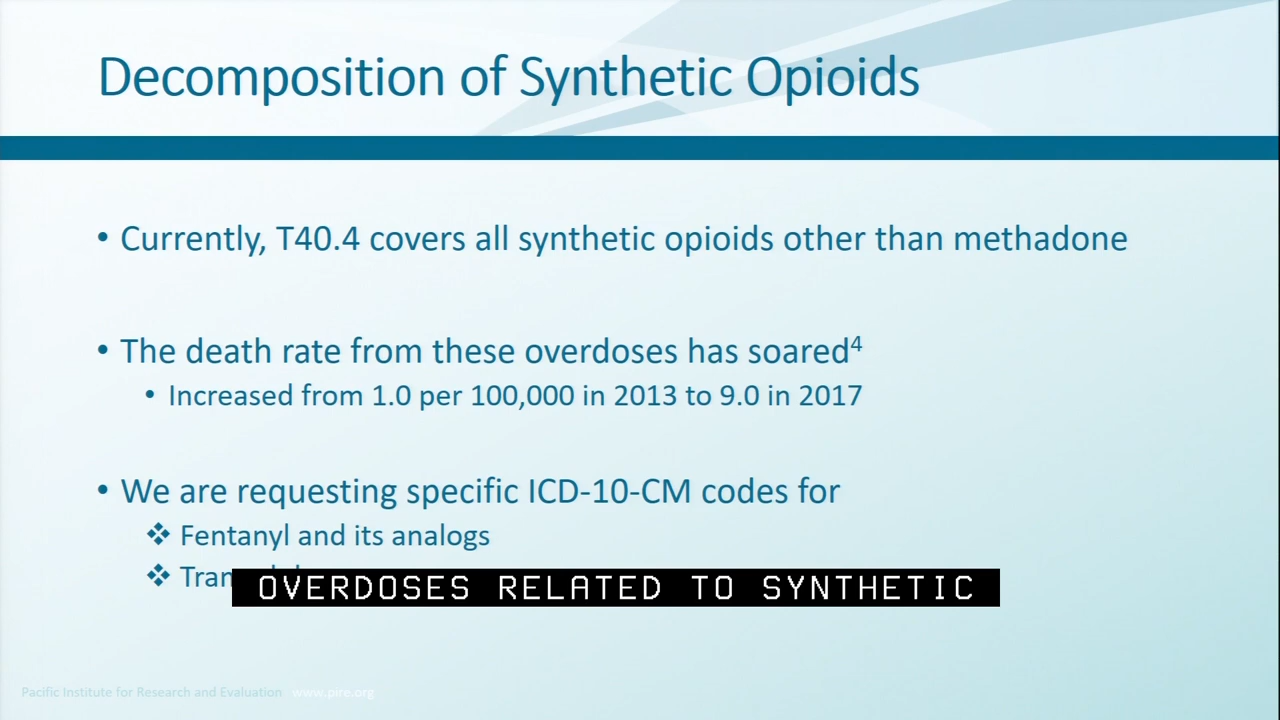 Decomposition of Synthetic Opioids
• Currently, T40.4 covers all synthetic opioids other than methadone
• The death rate from these overdoses has soared⁴
• Increased from 1.0 per 100,000 in 2013 to 9.0 in 2017
• We are requesting specific ICD-10-CM codes for
❖ Fentanyl and its analogs
❖
OVERDOSES RELATED TO SYNTHETIC
Pacific Institute for Research and Evaluation www.pire.org